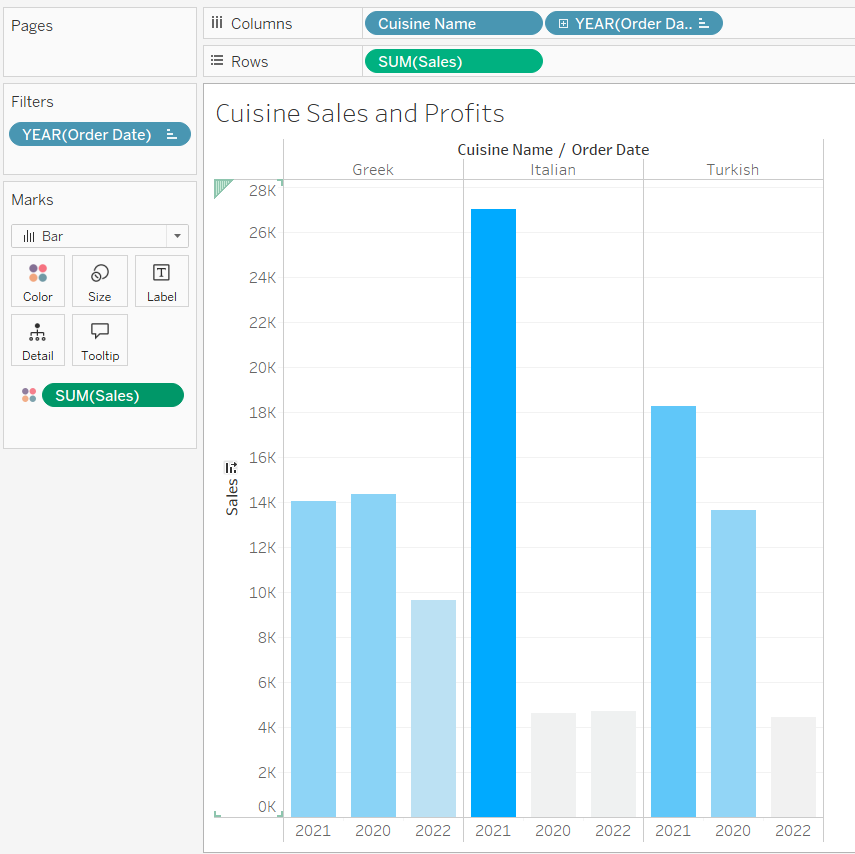 Pages
Columns
Cuisine Name
YEAR(Order Da..
Rows
SUM(Sales)
Filters
YEAR(Order Date)
Marks
Bar
Color
Size
T
Label
Detail
Tooltip
SUM(Sales)
Cuisine Sales and Profits
Cuisine Name / Order Date
Greek
Italian
Turkish
Sales
28K
26K
24K
22K
20K
18K
16K
14K
12K
10K
8K
6K
4K
2K
0K
2021 2020 2022 2021 2020 2022 2021 2020 2022